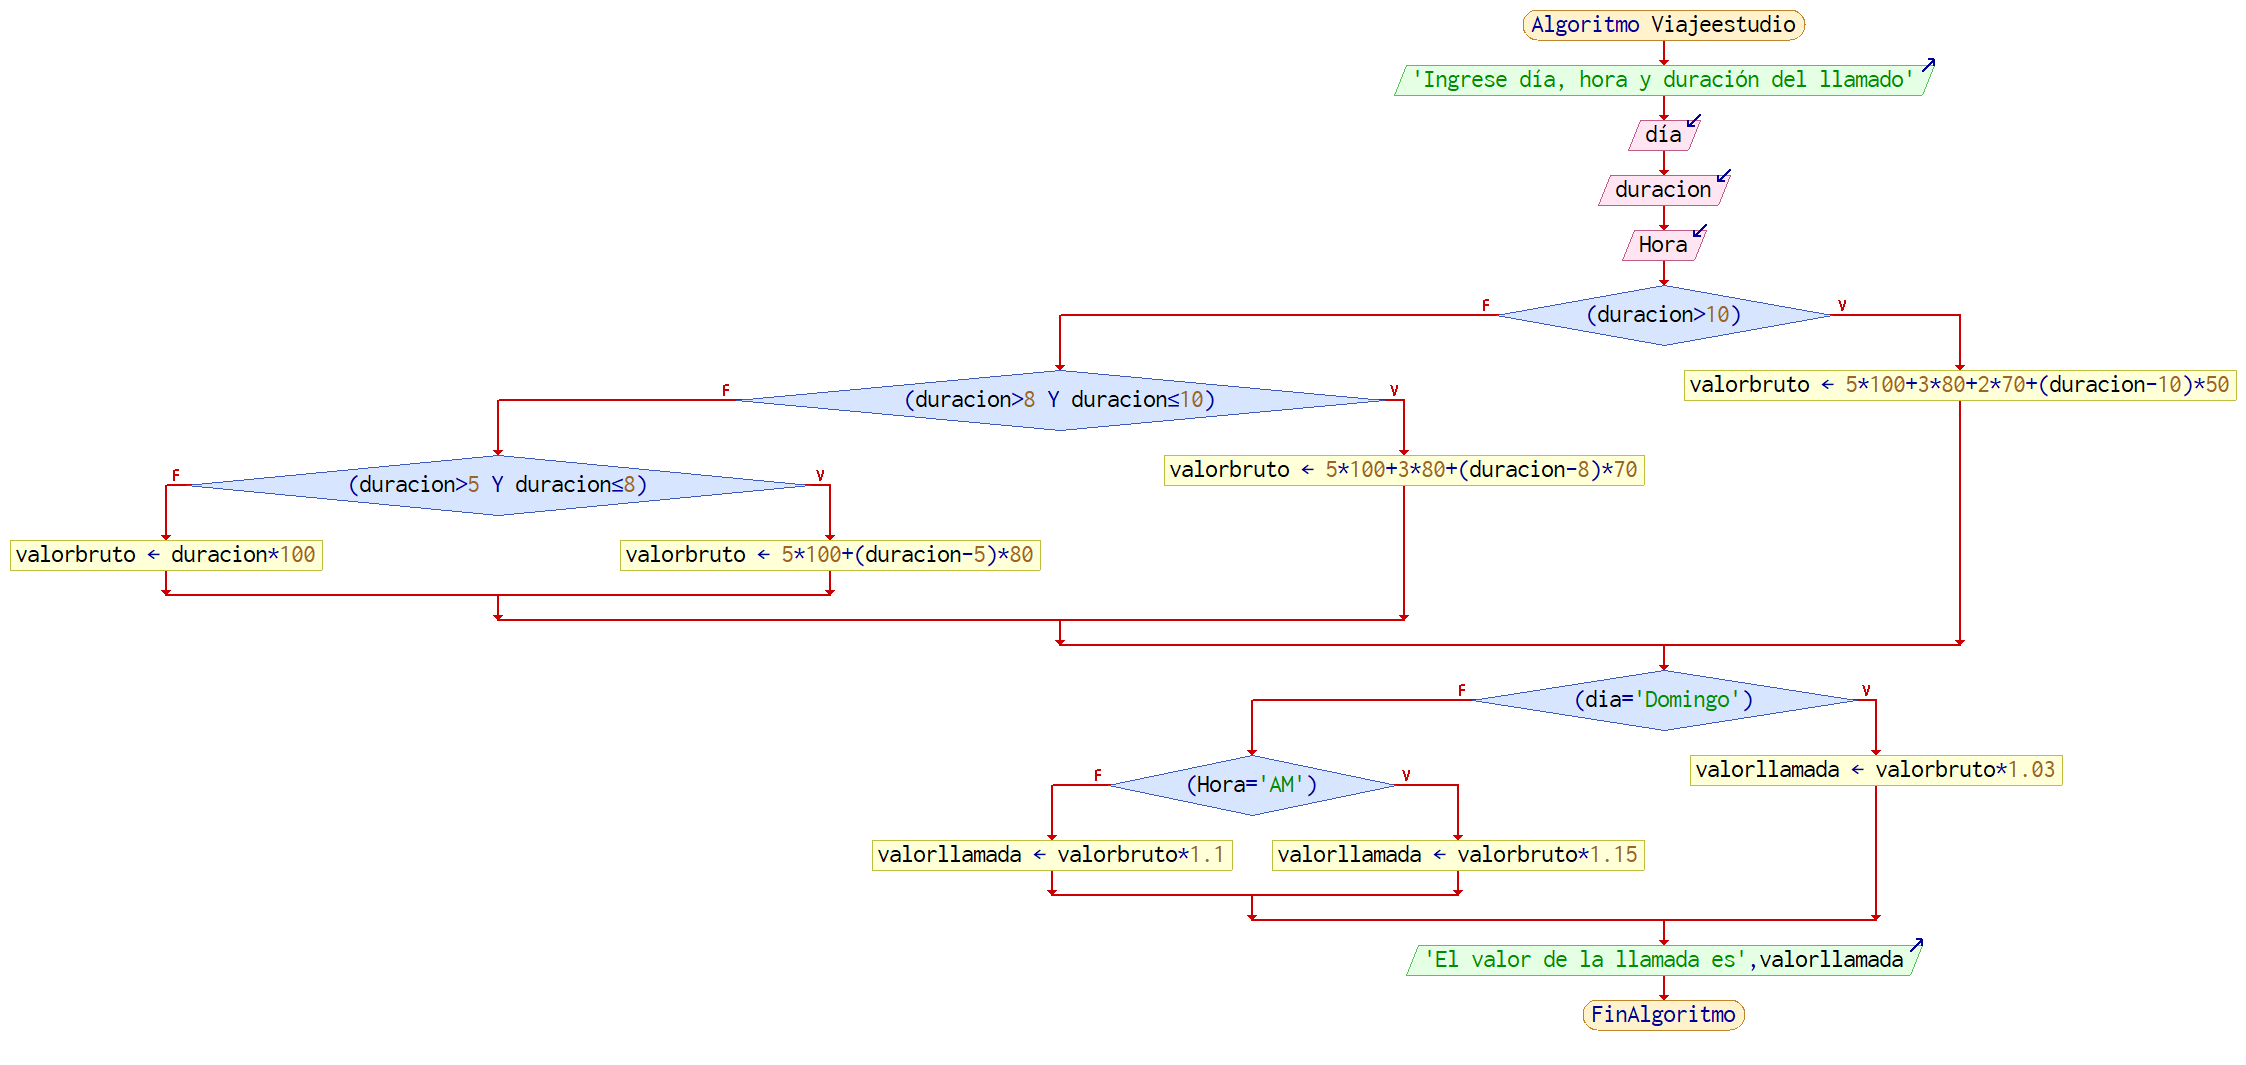 Algoritmo Viajeestudio
'Ingrese día, hora y duración del llamado'
día
duracion
Hora
(duracion>10)
F
V
valorbruto ← 5*100+3*80+2*70+(duracion-10)*50
(duracion>8 Y duracion≤10)
F
V
valorbruto ← 5*100+3*80+(duracion-8)*70
(duracion>5 Y duracion≤8)
F
V
valorbruto ← duracion*100
valorbruto ← 5*100+(duracion-5)*80
(dia='Domingo')
F
V
valorllamada ← valorbruto*1.03
(Hora='AM')
F
V
valorllamada ← valorbruto*1.1
valorllamada ← valorbruto*1.15
'El valor de la llamada es',valorllamada
FinAlgoritmo